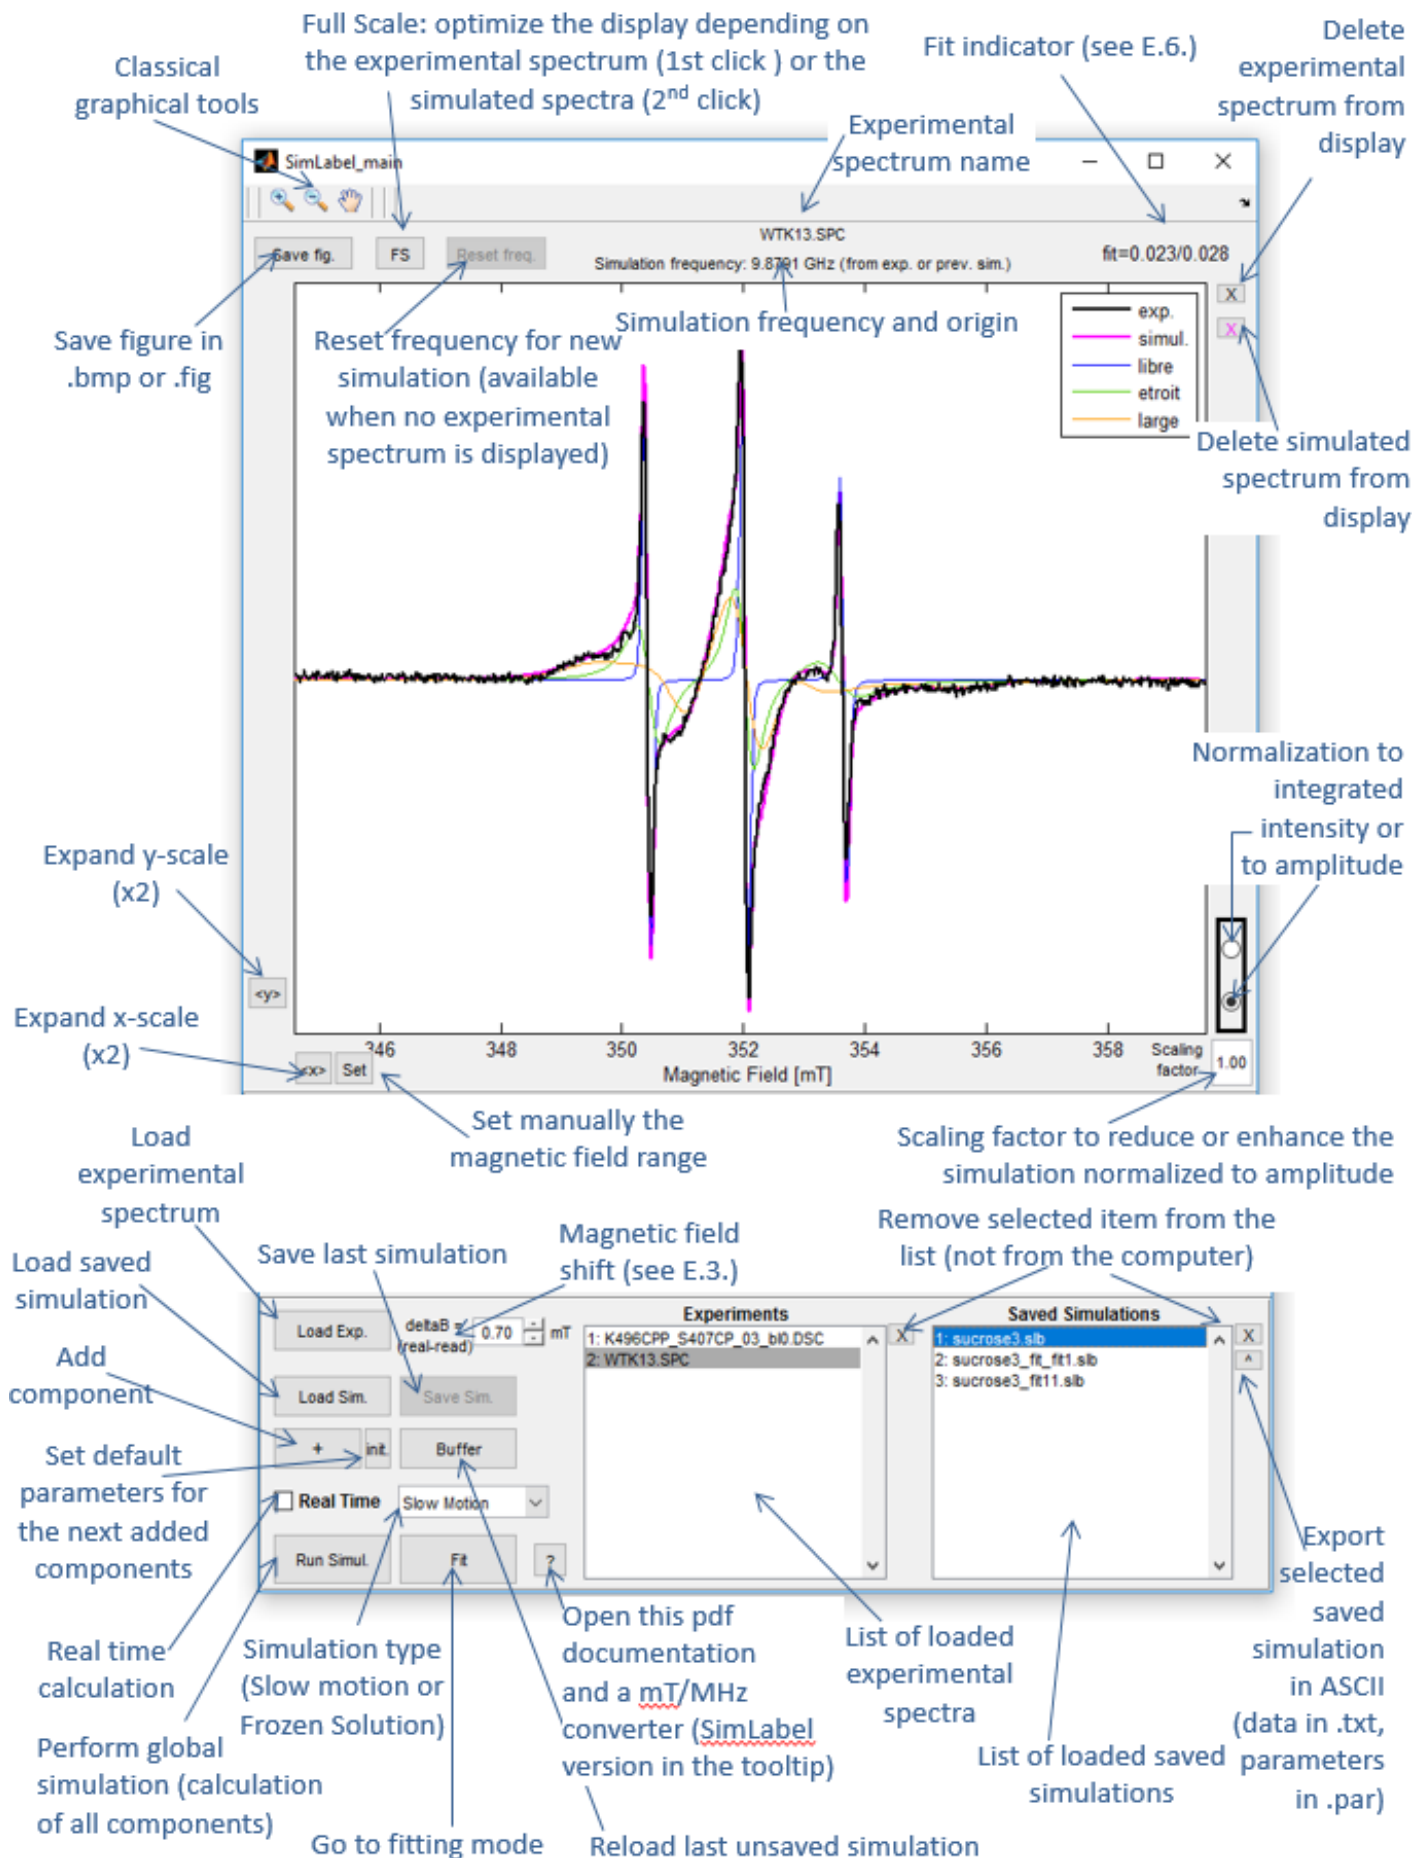 Full Scale: optimize the display depending on
the experimental spectrum (1st click ) or the
simulated spectra (2nd click)
Classical
graphical tools
Fit indicator (see E.6.)
Delete
experimental
spectrum from
display
Experimental
spectrum name
SimLabel_main
Save fig.
FS
Reset freq.
WTK13.SPC
Simulation frequency: 9.8791 GHz (from exp. or prev. sim.)
fit=0.023/0.028
X
X
exp.
simul.
libre
etroit
large
Save figure in
.bmp or .fig
Reset frequency for new
simulation (available
when no experimental
spectrum is displayed)
Simulation frequency and origin
Delete simulated
spectrum from
display
Normalization to
integrated
intensity or
to amplitude
Expand y-scale
(x2)
<y>
Expand x-scale
(x2)
<x>
Set
346 348 350 352 354 356 358
Magnetic Field [mT]
Scaling
factor
1.00
Set manually the
magnetic field range
Scaling factor to reduce or enhance the
simulation normalized to amplitude
Load
experimental
spectrum
Load saved
simulation
Save last simulation
Magnetic field
shift (see E.3.)
Remove selected item from the
list (not from the computer)
Add
component
Set default
parameters for
the next added
components
Load Exp.
deltaB =
(real-read)
0.70
mT
Load Sim.
Save Sim.
+
init.
Buffer
Real Time
Slow Motion
Run Simul.
Fit
?
Experiments
1: K496CPP_S407CP_03_bl0.DSC
2: WTK13.SPC
X
Saved Simulations
1: sucrose3.slb
2: sucrose3_fit_fit1.slb
3: sucrose3_fit11.slb
X
^
Real time
calculation
Perform global
simulation (calculation
of all components)
Simulation type
(Slow motion or
Frozen Solution)
Go to fitting mode
Open this pdf
documentation
and a mT/MHz
converter (SimLabel
version in the tooltip)
Reload last unsaved simulation
List of loaded
experimental
spectra
List of loaded saved
simulations
Export
selected
saved
simulation
in ASCII
(data in .txt,
parameters
in .par)